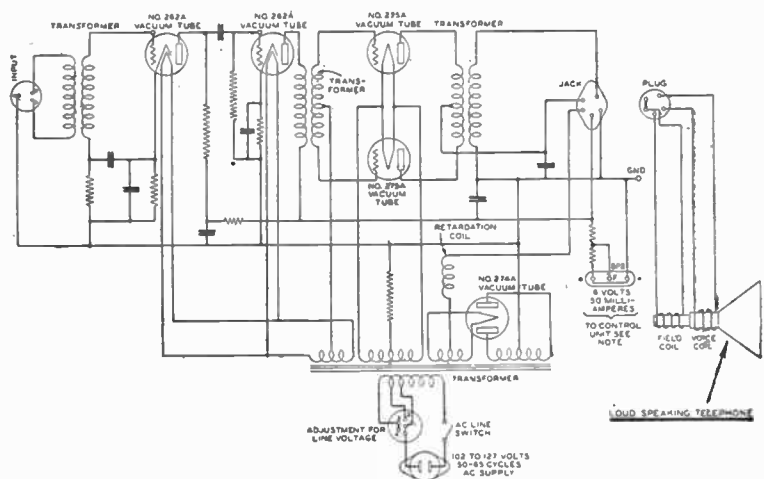 TRANSFORMER
NO. 262A
VACUUM TUBE
NO. 262A
VACUUM TUBE
NO. 275A
VACUUM TUBE
TRANSFORMER
INPUT
TRANS-
FORMER
JACK
PLUG
NO. 275A
VACUUM
TUBE
GND
RETARDATION
COIL
NO. 274A
VACUUM TUBE
6 VOLTS
50 MILLI-
AMPERES
TO CONTROL
UNIT SEE
NOTE
FIELD
COIL
VOICE
COIL
TRANSFORMER
LOUD SPEAKING TELEPHONE
ADJUSTMENT FOR
LINE VOLTAGE
AC LINE
SWITCH
102 TO 127 VOLTS
50-65 CYCLES
AC SUPPLY